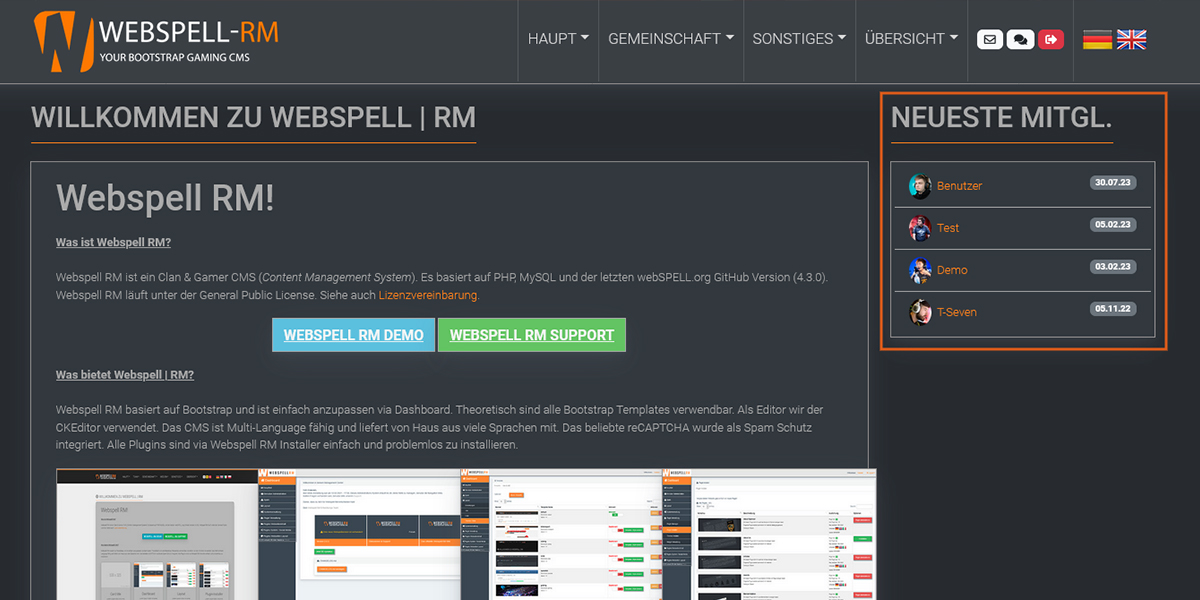 WEBSPELL-RM
YOUR BOOTSTRAP GAMING CMS
HAUPT
GEMEINSCHAFT
SONSTIGES
ÜBERSICHT
WILLKOMMEN ZU WEBSPELL | RM
Webspell RM!
Was ist Webspell RM?
Webspell RM ist ein Clan & Gamer CMS (Content Management System). Es basiert auf PHP, MySQL und der letzten webSPELL.org GitHub Version (4.3.0).
Webspell RM läuft unter der General Public License. Siehe auch Lizenzvereinbarung.
WEBSPELL RM DEMO
WEBSPELL RM SUPPORT
Was bietet Webspell | RM?
Webspell RM basiert auf Bootstrap und ist einfach anzupassen via Dashboard. Theoretisch sind alle Bootstrap Templates verwendbar. Als Editor wir der
CKEditor verwendet. Das CMS ist Multi-Language fähig und liefert von Haus aus viele Sprachen mit. Das beliebte reCAPTCHA wurde als Spam Schutz
integriert. Alle Plugins sind via Webspell RM Installer einfach und problemlos zu installieren.
NEUESTE MITGL.
Benutzer 30.07.23
Test 05.02.23
Demo 03.02.23
T-Seven 05.11.22